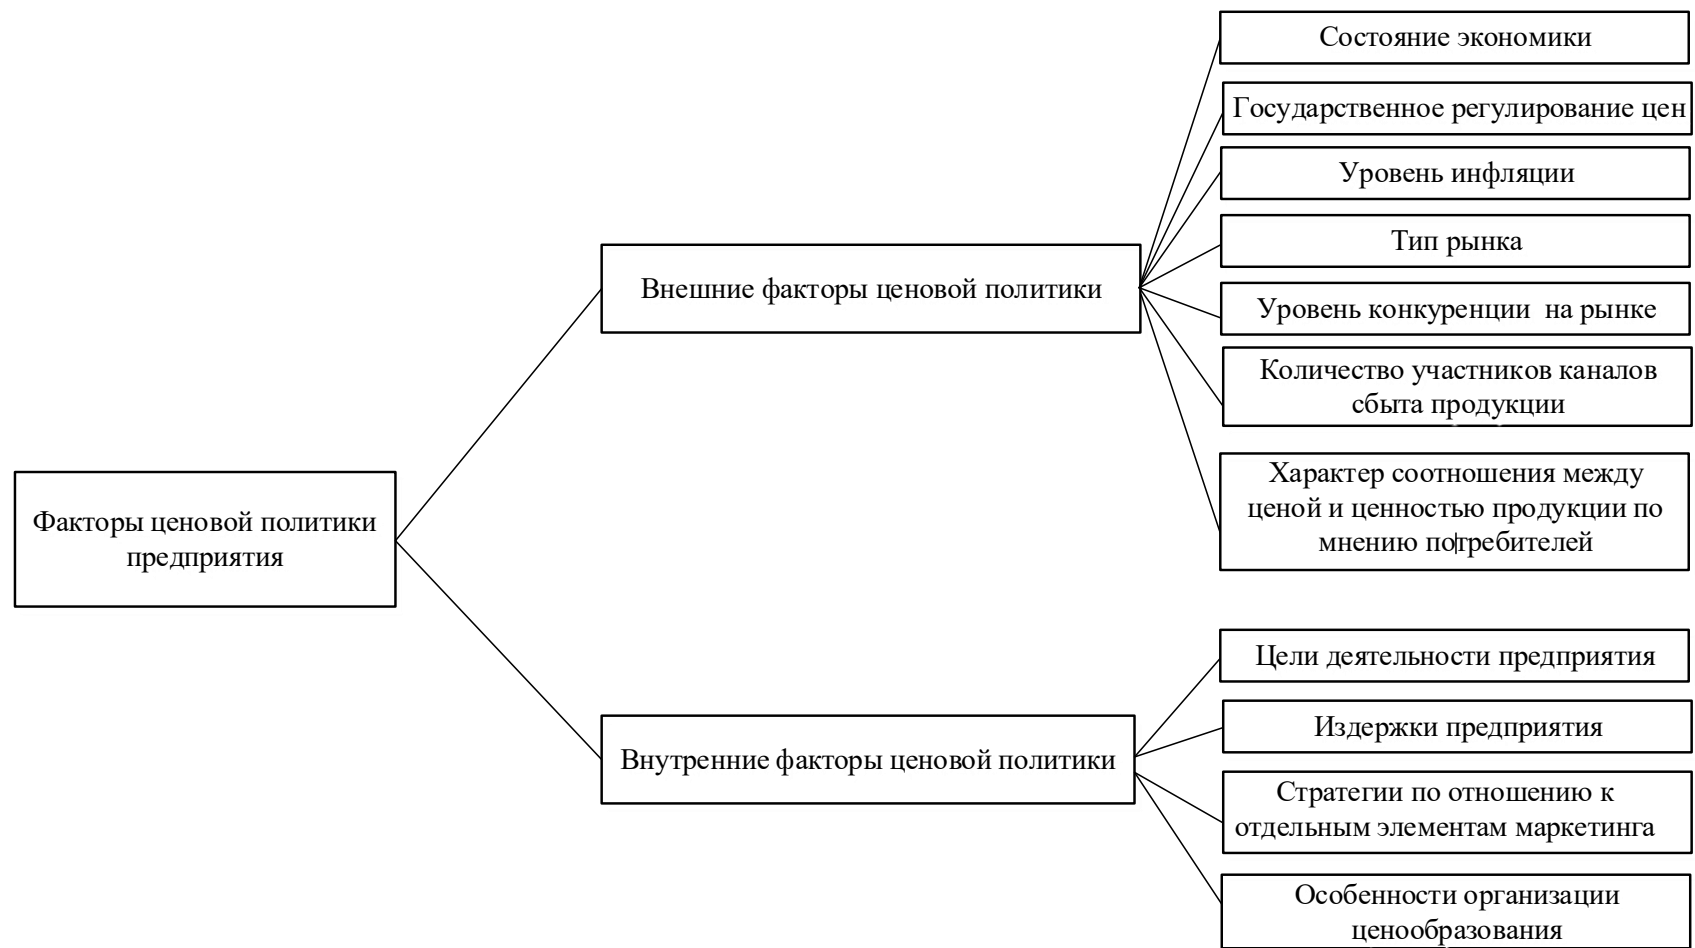 Факторы ценовой политики
предприятия
Внешние факторы ценовой политики
Состояние экономики
Государственное регулирование цен
Уровень инфляции
Тип рынка
Уровень конкуренции  на рынке
Количество участников каналов
сбыта продукции
Характер соотношения между
ценой и ценностью продукции по
мнению потребителей
Внутренние факторы ценовой политики
Цели деятельности предприятия
Издержки предприятия
Стратегии по отношению к
отдельным элементам маркетинга
Особенности организации
ценообразования